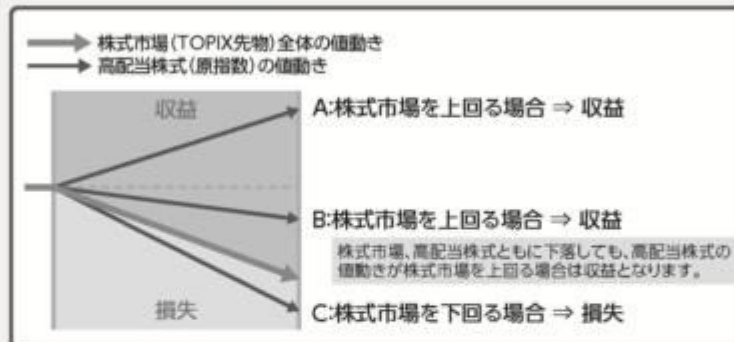 株式市場(TOPIX先物)全体の値動き
高配当株式(原指数)の値動き
収益
A:株式市場を上回る場合 ⇒ 収益
B:株式市場を上回る場合 ⇒ 収益
株式市場、高配当株式ともに下落しても、高配当株式の
値動きが株式市場を上回る場合は収益となります。
損失
C:株式市場を下回る場合 ⇒ 損失